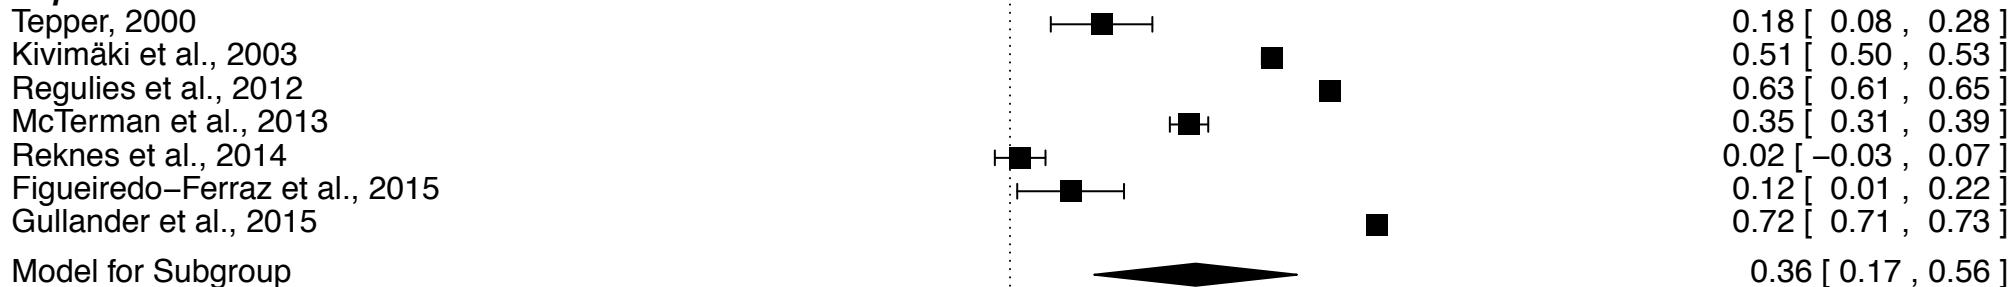 Tepper, 2000 0.18 [ 0.08 , 0.28 ]
Kivimäki et al., 2003 0.51 [ 0.50 , 0.53 ]
Regulies et al., 2012 0.63 [ 0.61 , 0.65 ]
McTerman et al., 2013 0.35 [ 0.31 , 0.39 ]
Reknes et al., 2014 0.02 [ −0.03 , 0.07 ]
Figueiredo−Ferraz et al., 2015 0.12 [ 0.01 , 0.22 ]
Gullander et al., 2015 0.72 [ 0.71 , 0.73 ]
Model for Subgroup 0.36 [ 0.17 , 0.56 ]